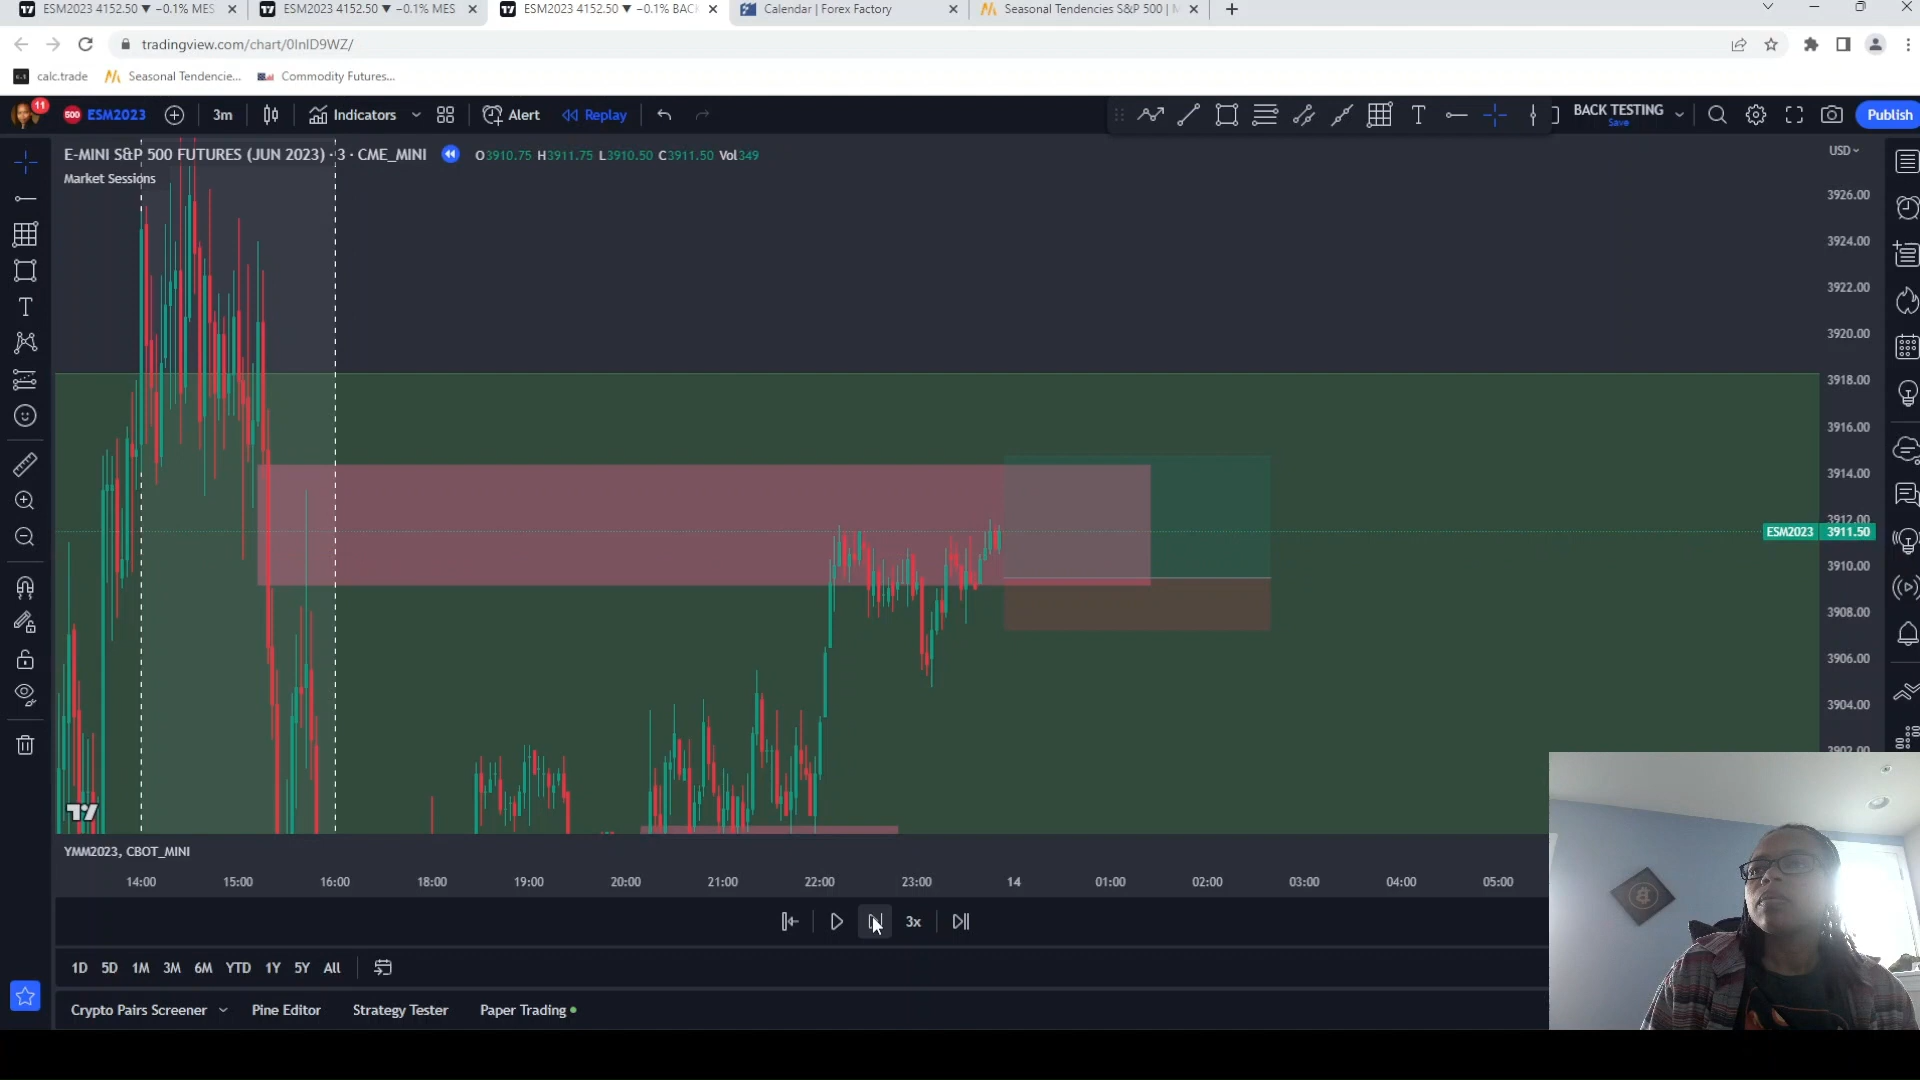 ESM2023 4152.50 ▼ −0.1% MES
ESM2023 4152.50 ▼ −0.1% MES
ESM2023 4152.50 ▼ −0.1% BAC
Calendar | Forex Factory
Seasonal Tendencies S&P 500 |
tradingview.com/chart/0InID9WZ/
calc.trade
Seasonal Tendencie...
Commodity Futures...
11
500
ESM2023
3m
Indicators
Alert
Replay
BACK TESTING
Save
Publish
E-MINI S&P 500 FUTURES (JUN 2023) · 3 · CME_MINI
O3910.75 H3911.75 L3910.50 C3911.50 Vol349
Market Sessions
USD
3926.00
3924.00
3922.00
3920.00
3918.00
3916.00
3914.00
3912.00
ESM2023 3911.50
3910.00
3908.00
3906.00
3904.00
3902.00
YMM2023, CBOT_MINI
14:00 15:00 16:00 18:00 19:00 20:00 21:00 22:00 23:00 14 01:00 02:00 03:00 04:00 05:00
3x
1D 5D 1M 3M 6M YTD 1Y 5Y All
Crypto Pairs Screener
Pine Editor
Strategy Tester
Paper Trading